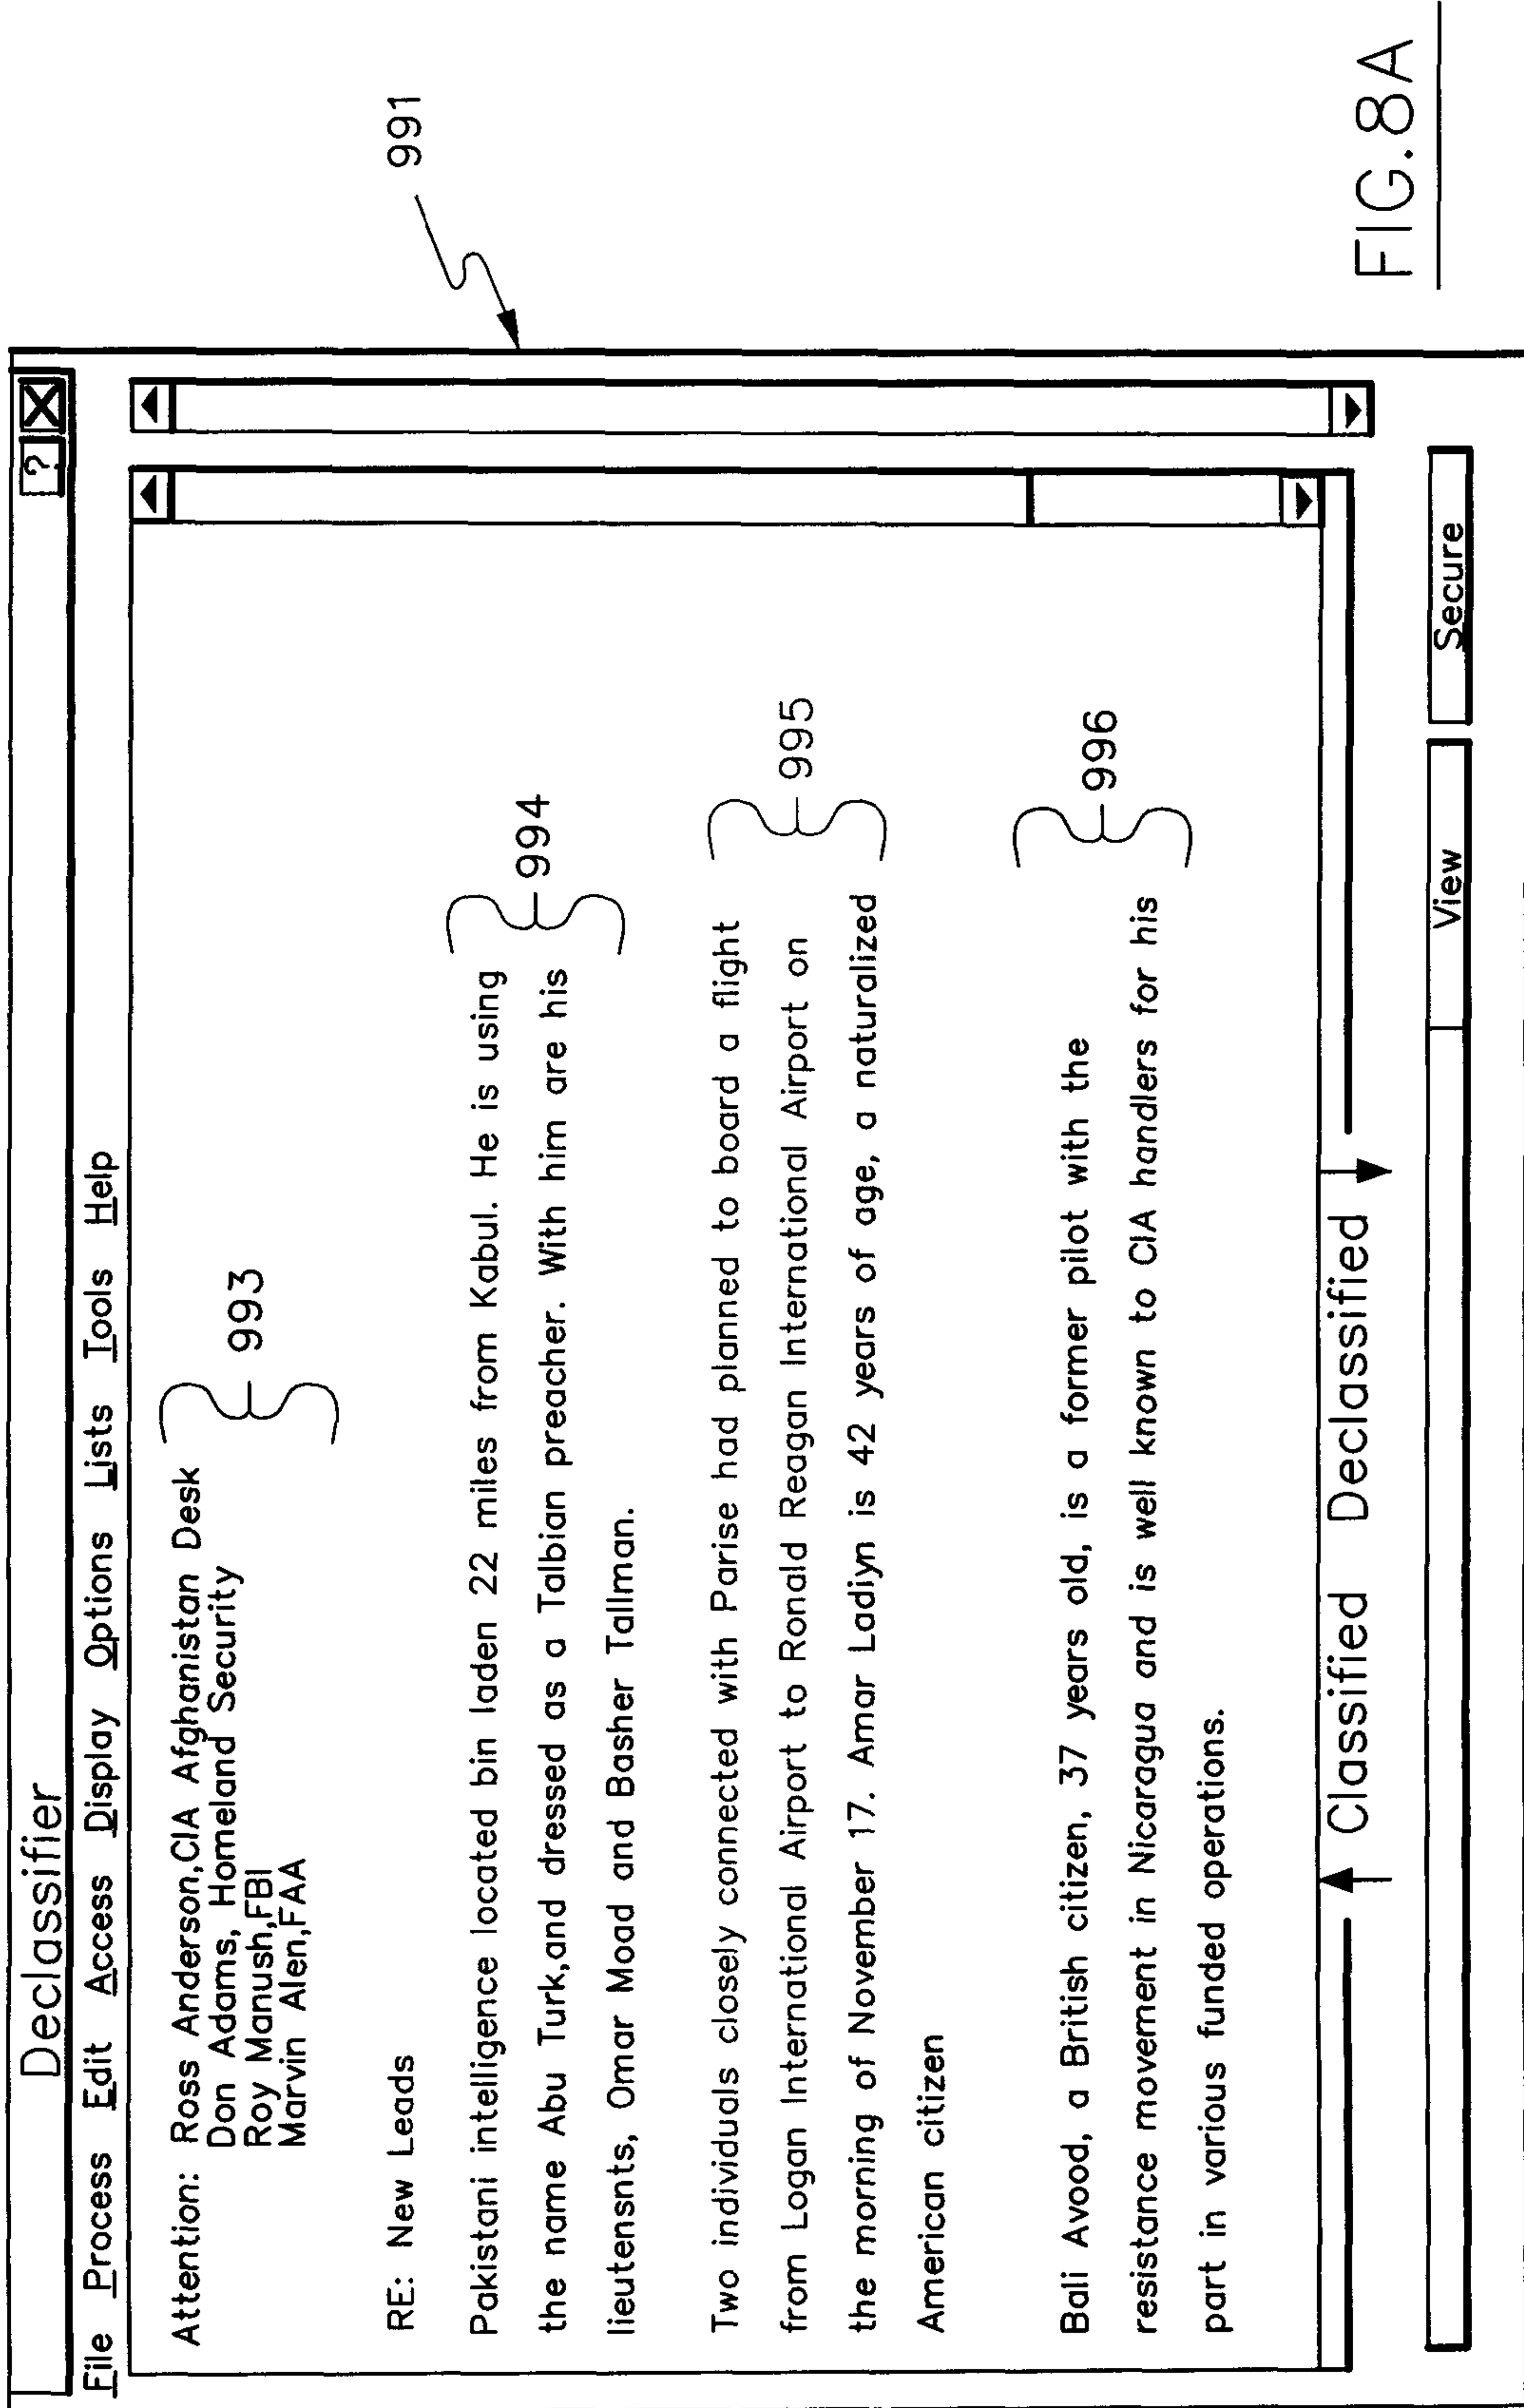 Declassifier
? X
File Process Edit Access Display Options Lists Tools Help
Attention: Ross Anderson,CIA Afghanistan Desk
Don Adams, Homeland Security
Roy Manush,FBI
Marvin Alen,FAA
993
991
RE: New Leads
Pakistani intelligence located bin laden 22 miles from Kabul. He is using
the name Abu Turk,and dressed as a Talbian preacher. With him are his
lieutensnts, Omar Moad and Basher Tallman.
994
Two individuals closely connected with Parise had planned to board a flight
from Logan International Airport to Ronald Reagan International Airport on
the morning of November 17. Amar Ladiyn is 42 years of age, a naturalized
American citizen
995
Bali Avood, a British citizen, 37 years old, is a former pilot with the
resistance movement in Nicaragua and is well known to CIA handlers for his
part in various funded operations.
996
Classified Declassified
View Secure
FIG.8A